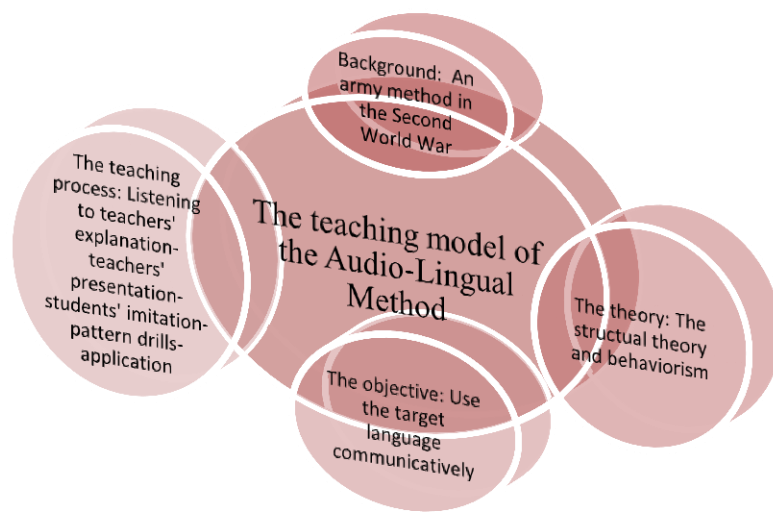 Background: An
army method in
the Second
World War
The teaching
process: Listening
to teachers'
explanation-
teachers'
presentation-
students' imitation-
pattern drills-
application
The teaching model of
the Audio-Lingual
Method
The theory: The
structual theory
and behaviorism
The objective: Use
the target
language
communicatively